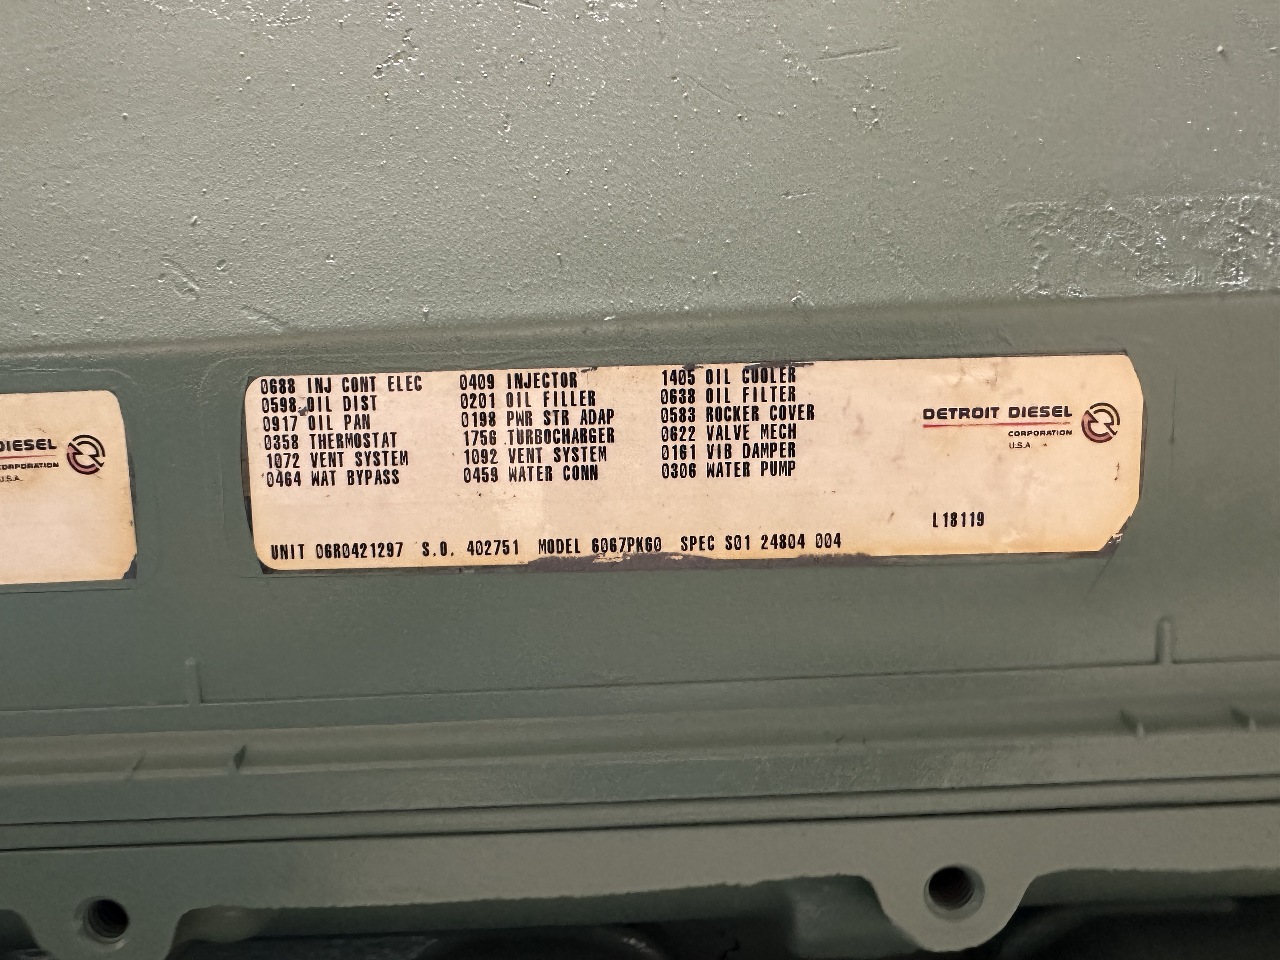 DIESEL
CORPORATION
U.S.A.
0688 INJ CONT ELEC 0409 INJECTOR 1405 OIL COOLER
0598 OIL DIST 0201 OIL FILLER 0638 OIL FILTER
0917 OIL PAN 0198 PWR STR ADAP 0583 ROCKER COVER
0358 THERMOSTAT 1756 TURBOCHARGER 0622 VALVE MECH
1072 VENT SYSTEM 1092 VENT SYSTEM 0161 VIB DAMPER
0464 WAT BYPASS 0459 WATER CONN 0306 WATER PUMP
DETROIT DIESEL
CORPORATION
U.S.A.
L18119
UNIT 06R0421297 S.O. 402751 MODEL 6067PK60 SPEC S01 24804 004